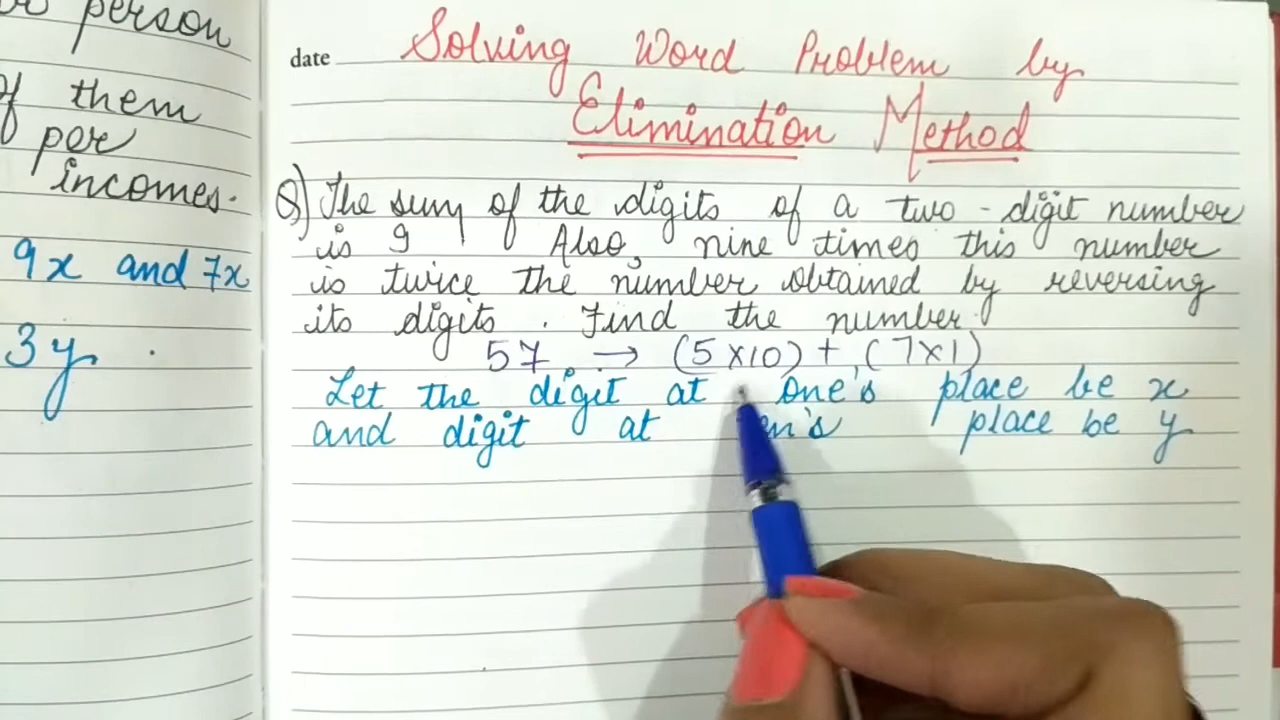 person
of them
per
incomes.
9x and 7x
3y
date
Solving Word Problem by
Elimination Method
Q) The sum of the digits of a two-digit number
is 9 Also, nine times this number
is twice the number obtained by reversing
its digits. Find the number.
57 → (5×10) + (7×1)
Let the digit at one's place be x
and digit at place be y